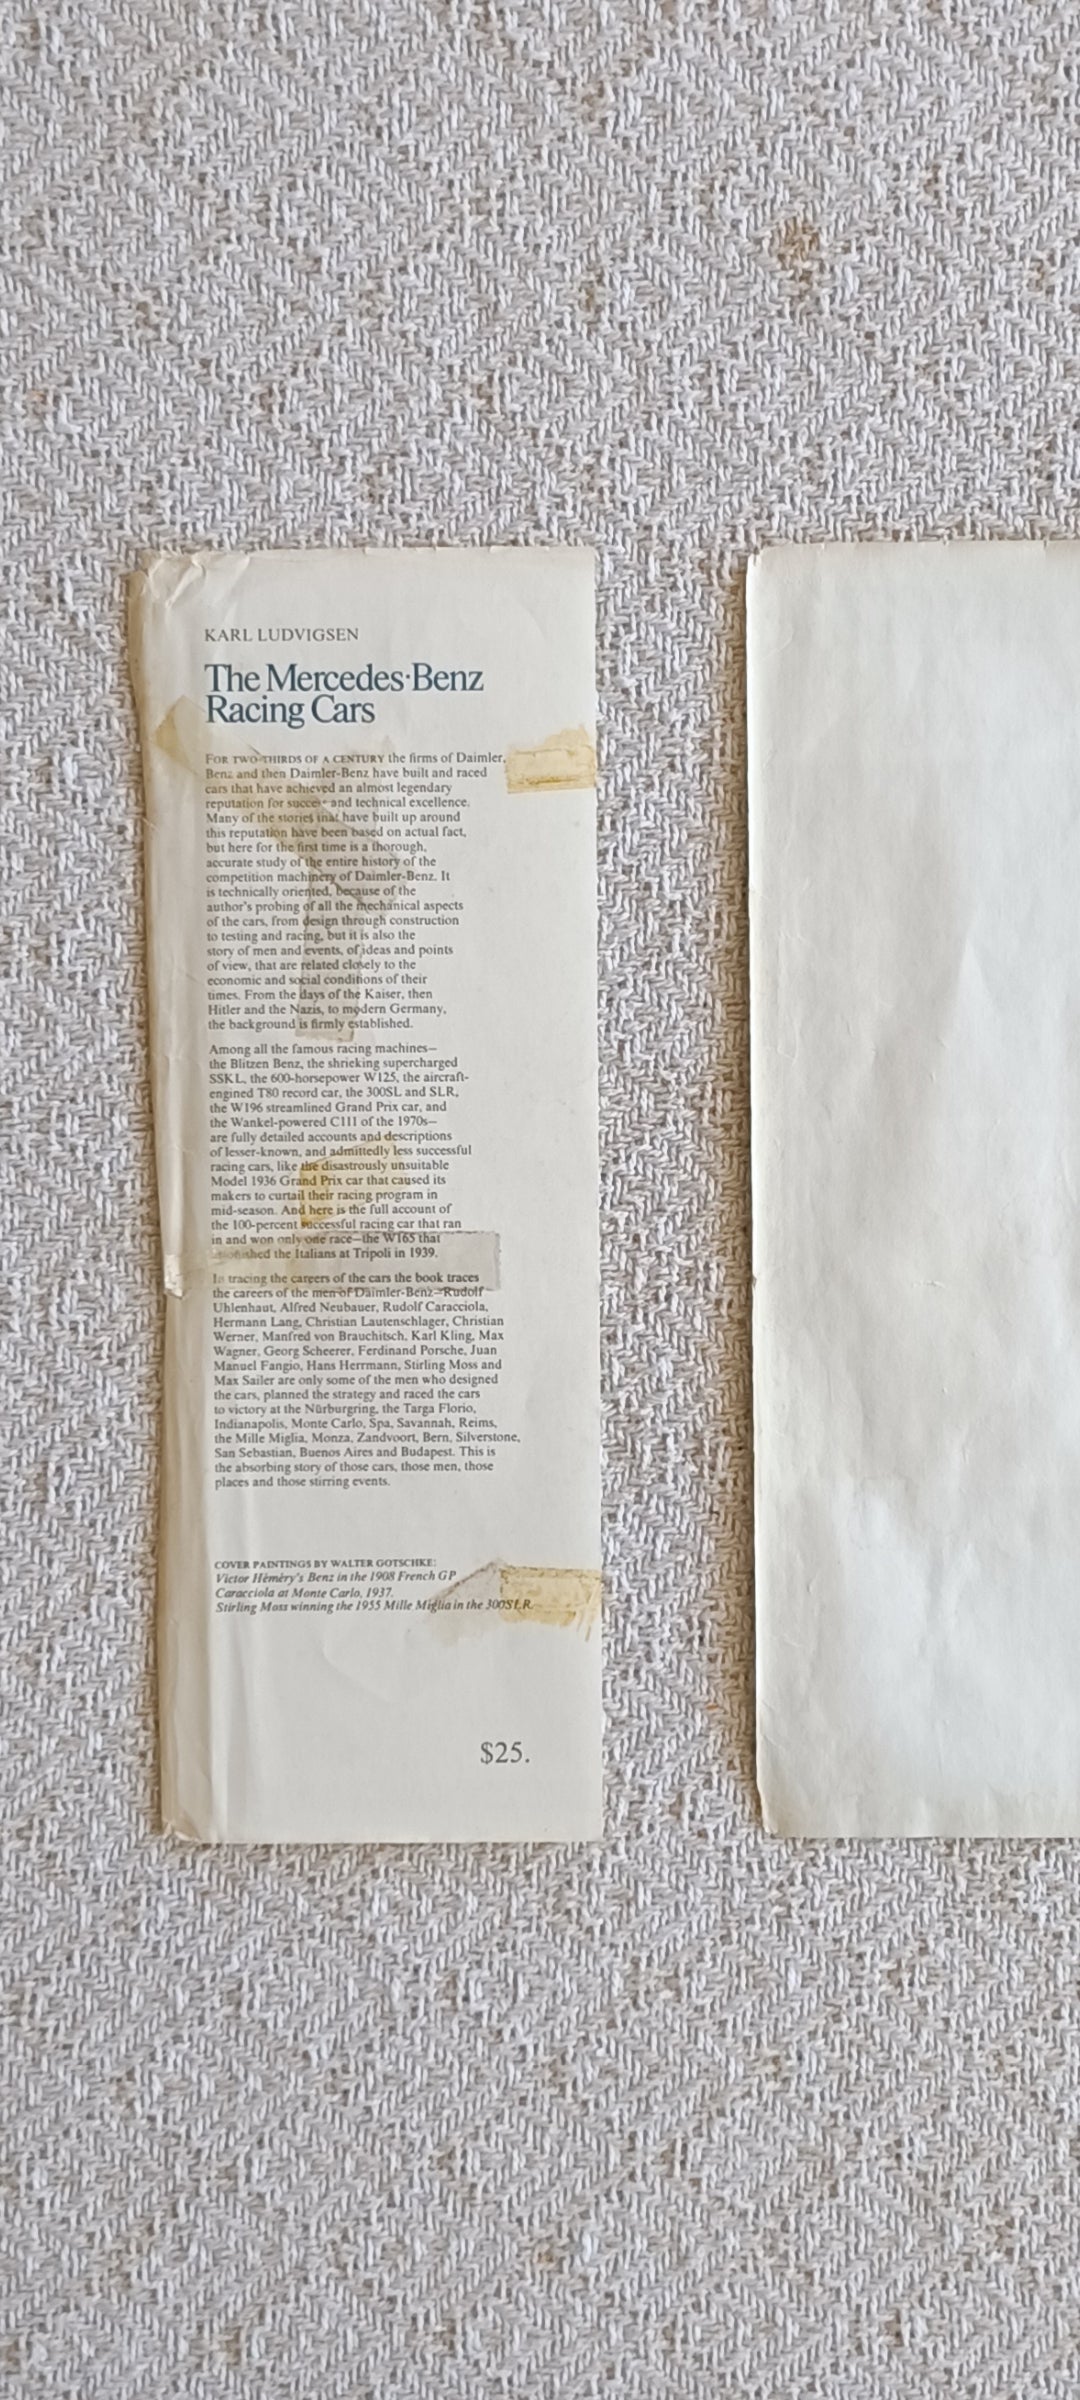 KARL LUDVIGSEN
The Mercedes·Benz
Racing Cars
FOR TWO-THIRDS OF A CENTURY the firms of Daimler,
Benz and then Daimler-Benz have built and raced
cars that have achieved an almost legendary
reputation for success and technical excellence.
Many of the stories that have built up around
this reputation have been based on actual fact,
but here for the first time is a thorough,
accurate study of the entire history of the
competition machinery of Daimler-Benz. It
is technically oriented, because of the
author's probing of all the mechanical aspects
of the cars, from design through construction
to testing and racing, but it is also the
story of men and events, of ideas and points
of view, that are related closely to the
economic and social conditions of their
times. From the days of the Kaiser, then
Hitler and the Nazis, to modern Germany,
the background is firmly established.
Among all the famous racing machines—
the Blitzen Benz, the shrieking supercharged
SSKL, the 600-horsepower W125, the aircraft-
engined T80 record car, the 300SL and SLR,
the W196 streamlined Grand Prix car, and
the Wankel-powered C111 of the 1970s—
are fully detailed accounts and descriptions
of lesser-known, and admittedly less successful
racing cars, like the disastrously unsuitable
Model 1936 Grand Prix car that caused its
makers to curtail their racing program in
mid-season. And here is the full account of
the 100-percent successful racing car that ran
in and won only one race—the W165 that
the Italians at Tripoli in 1939.
In tracing the careers of the cars the book traces
the careers of the men of Daimler-Benz—Rudolf
Uhlenhaut, Alfred Neubauer, Rudolf Caracciola,
Hermann Lang, Christian Lautenschlager, Christian
Werner, Manfred von Brauchitsch, Karl Kling, Max
Wagner, Georg Scheerer, Ferdinand Porsche, Juan
Manuel Fangio, Hans Herrmann, Stirling Moss and
Max Sailer are only some of the men who designed
the cars, planned the strategy and raced the cars
to victory at the Nürburgring, the Targa Florio,
Indianapolis, Monte Carlo, Spa, Savannah, Reims,
the Mille Miglia, Monza, Zandvoort, Bern, Silverstone,
San Sebastian, Buenos Aires and Budapest. This is
the absorbing story of those cars, those men, those
places and those stirring events.
COVER PAINTINGS BY WALTER GOTSCHKE:
Victor Héméry's Benz in the 1908 French GP
Caracciola at Monte Carlo, 1937.
Stirling Moss winning the 1955 Mille Miglia in the 300SLR.
$25.